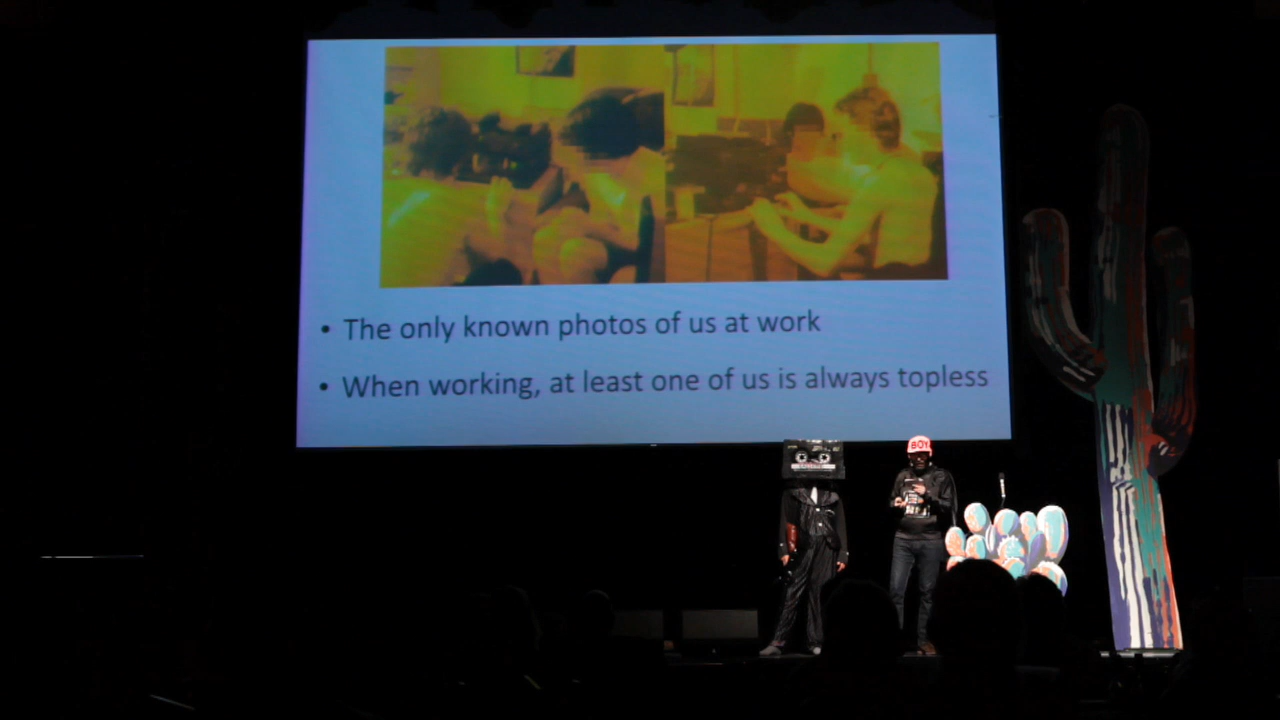 • The only known photos of us at work
• When working, at least one of us is always topless
BOY